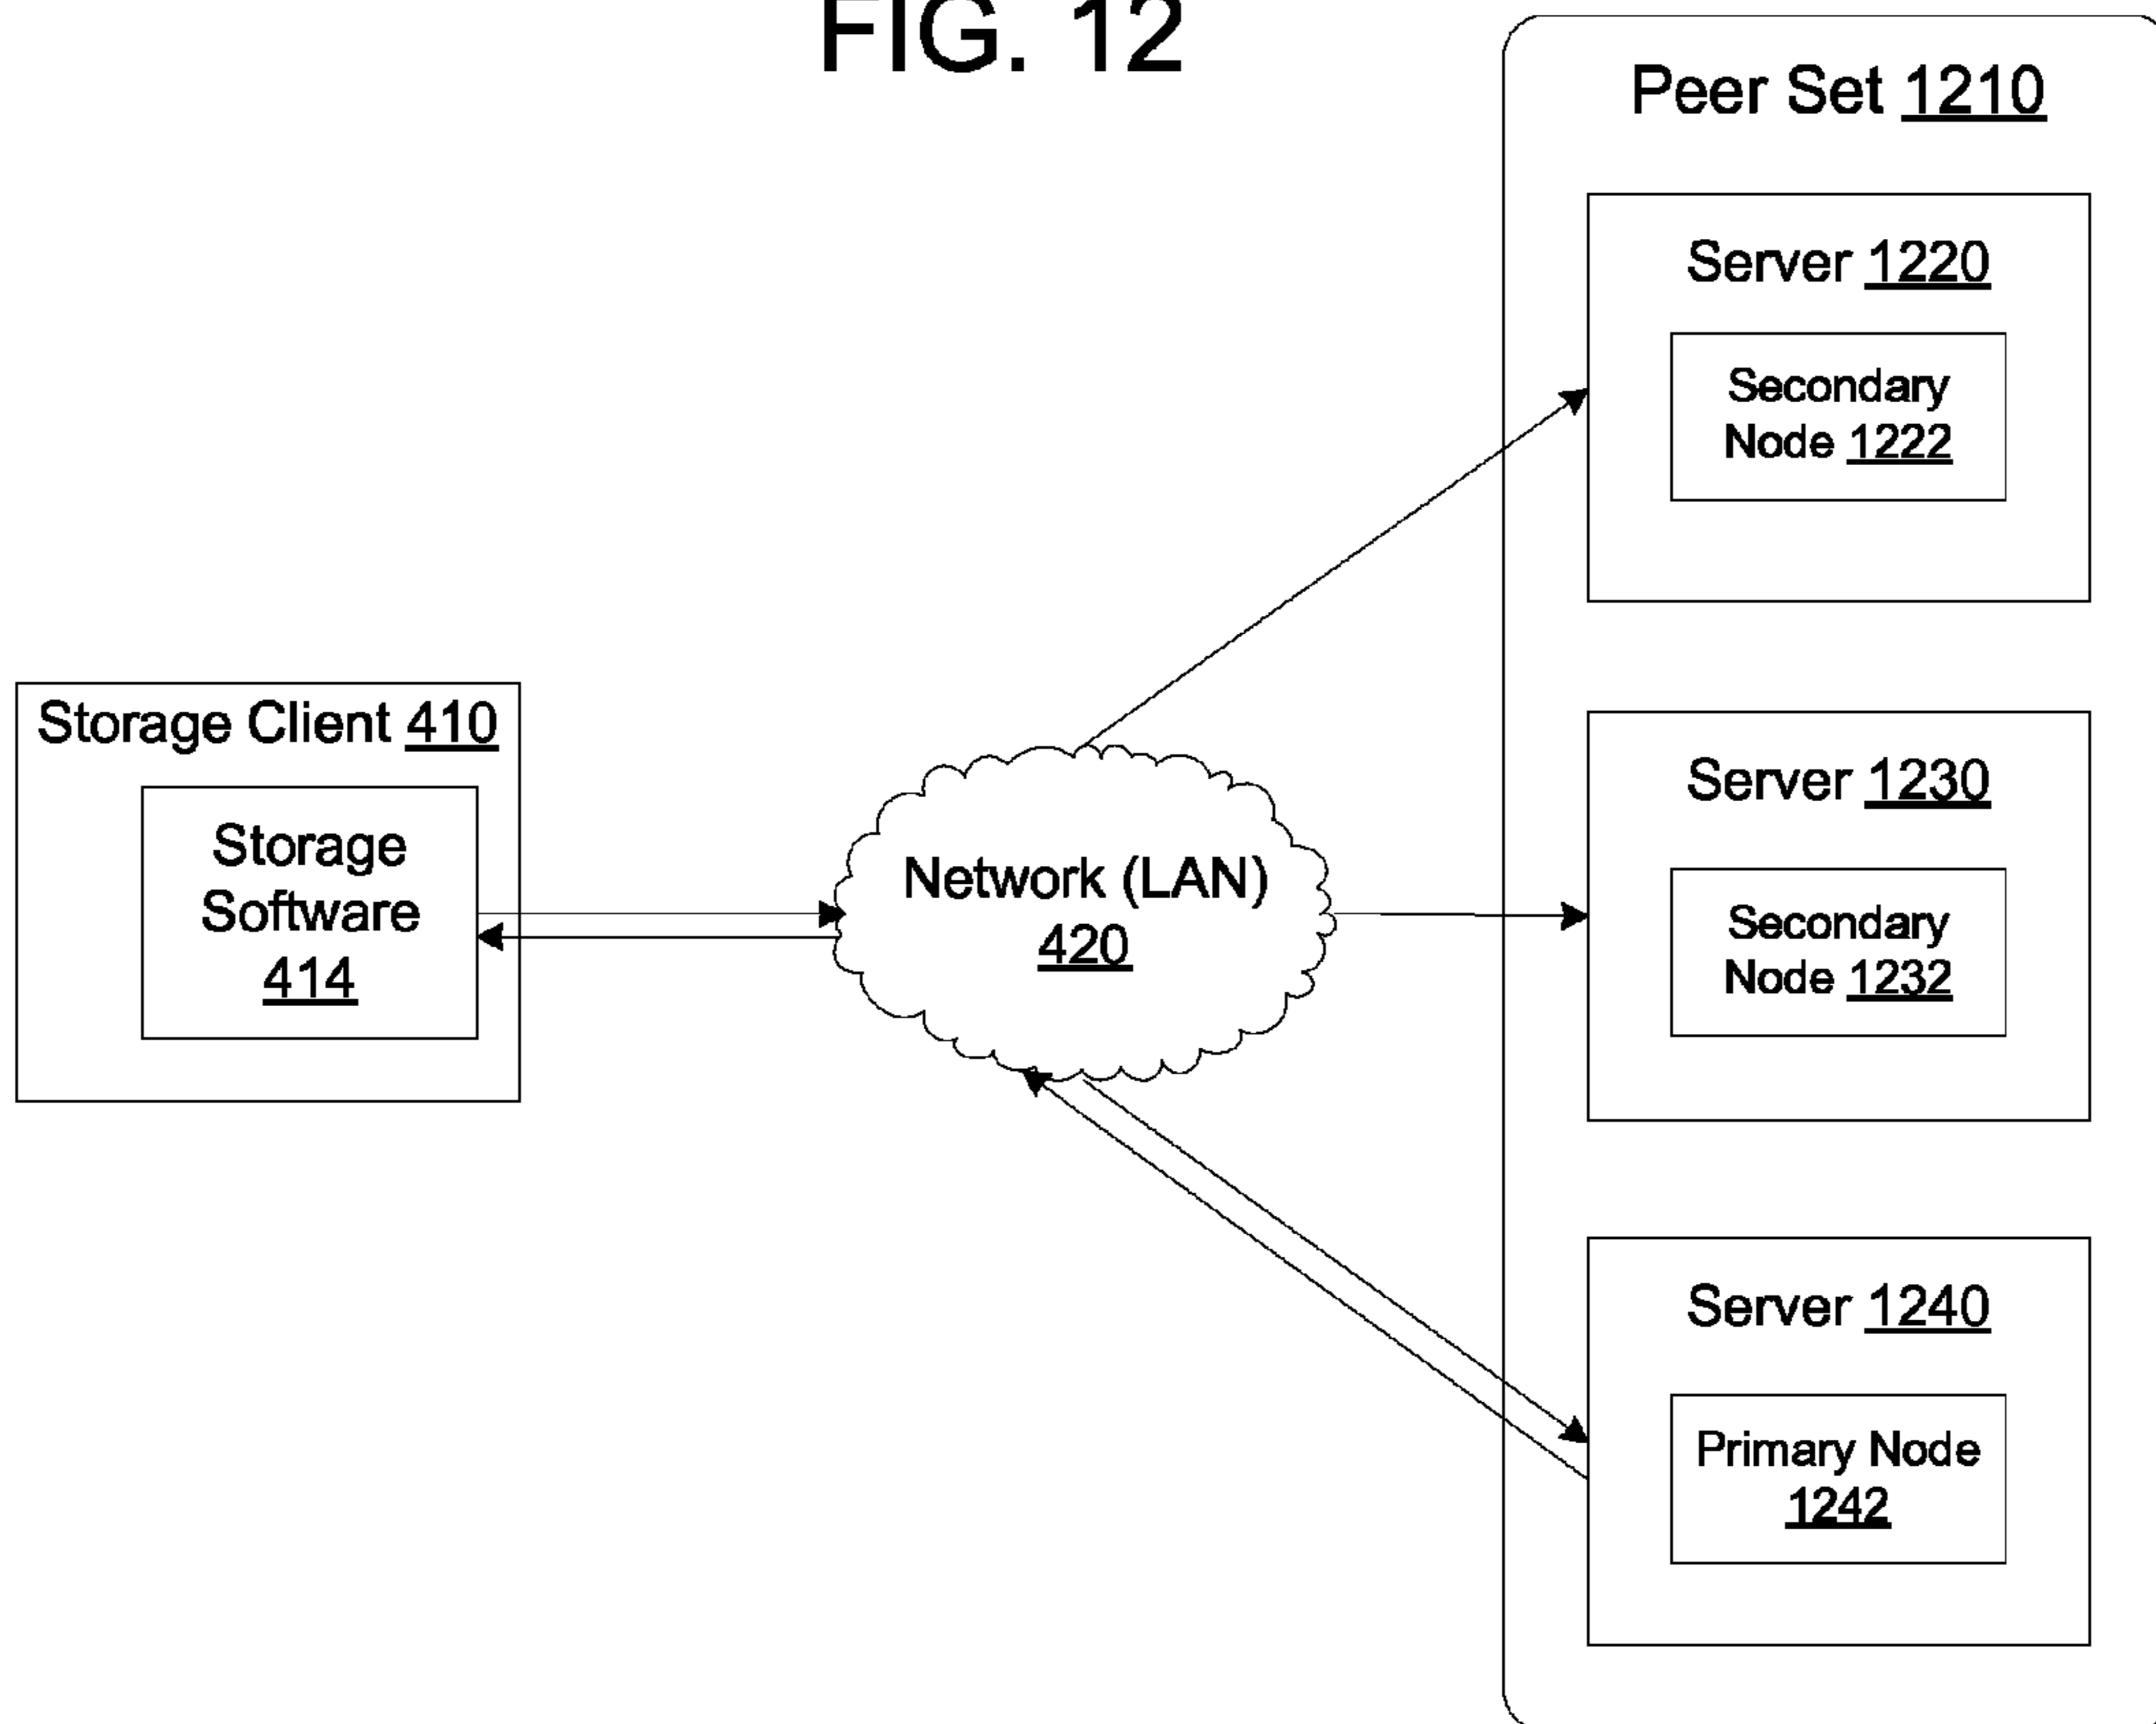 FIG. 12
Peer Set 1210
Server 1220
Secondary
Node 1222
Storage Client 410
Storage
Software
414
Network (LAN)
420
Server 1230
Secondary
Node 1232
Server 1240
Primary Node
1242